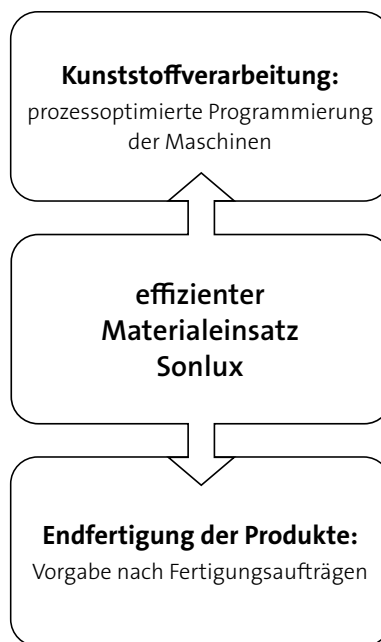 Kunststoffverarbeitung:
prozessoptimierte Programmierung
der Maschinen
effizienter
Materialeinsatz
Sonlux
Endfertigung der Produkte:
Vorgabe nach Fertigungsaufträgen